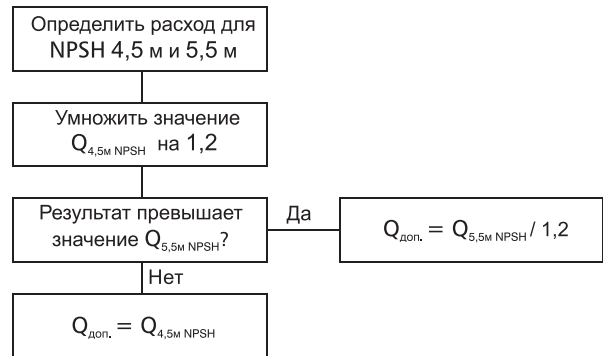 Определить расход для
NPSH 4,5 м и 5,5 м
Умножить значение
Q4,5м NPSH на 1,2
Результат превышает
значение Q5,5м NPSH?
Да
Qдоп. = Q5,5м NPSH / 1,2
Нет
Qдоп. = Q4,5м NPSH